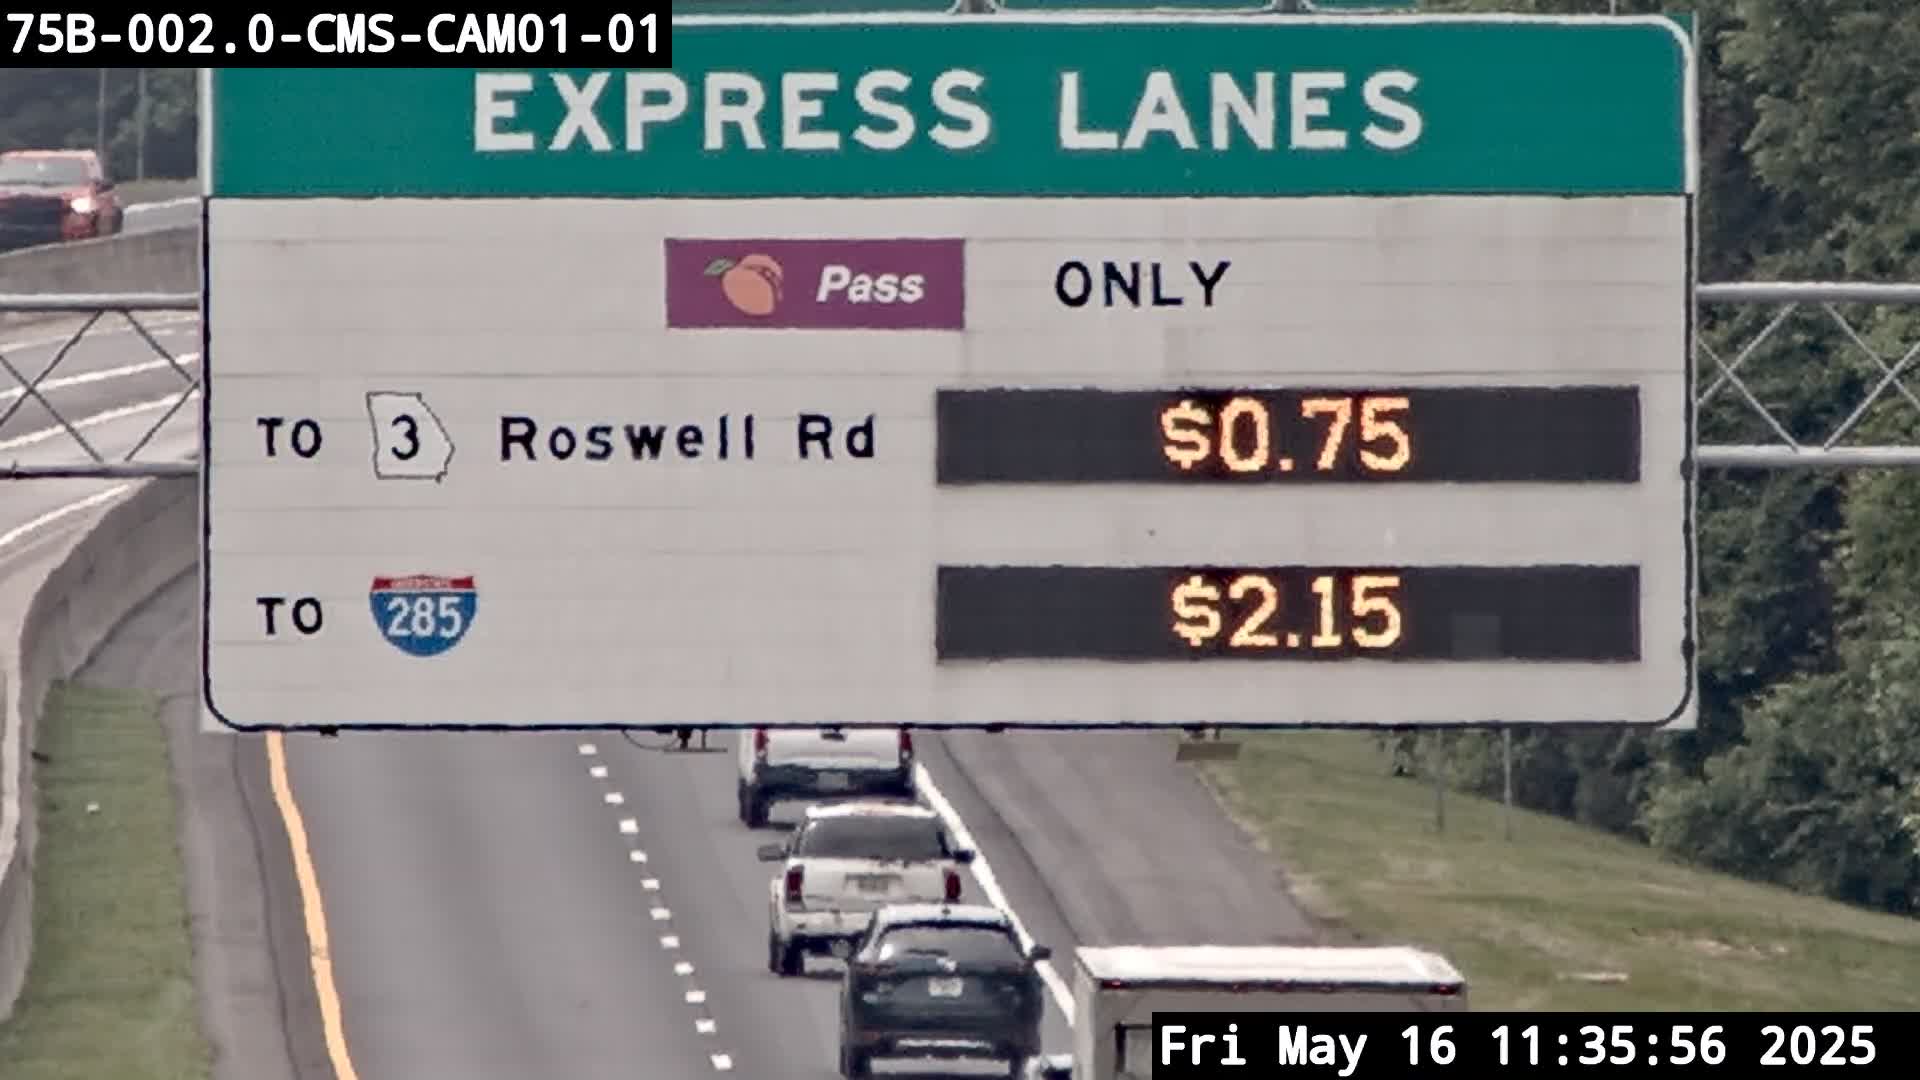 75B-002.0-CMS-CAM01-01
EXPRESS LANES
Pass ONLY
TO 3 Roswell Rd $0.75
INTERSTATE
TO 285 $2.15
Fri May 16 11:35:56 2025